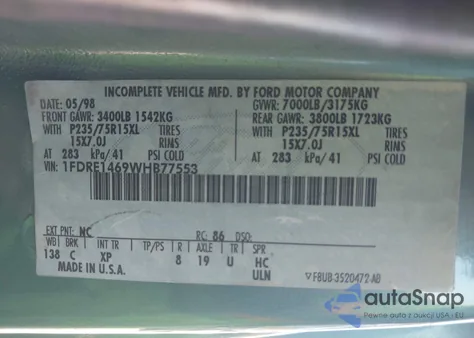 INCOMPLETE VEHICLE MFD. BY FORD MOTOR COMPANY
DATE: 05/98 GVWR: 7000LB/3175KG
FRONT GAWR: 3400LB 1542KG REAR GAWR: 3800LB 1723KG
WITH P235/75R15XL TIRES WITH P235/75R15XL TIRES
15X7.0J RIMS 15X7.0J RIMS
AT 283 kPa/41 PSI COLD AT 283 kPa/41 PSI COLD
VIN: 1FDRE1469WHB77553
EXT PNT: NC RC: 86 DSO:
WB BRK INT TR TP/PS R AXLE TR SPR
138 C XP 8 19 U HC
MADE IN U.S.A. ULN
F8UB-3520472-AB
autaSnap
Pewne auto z USA - EU